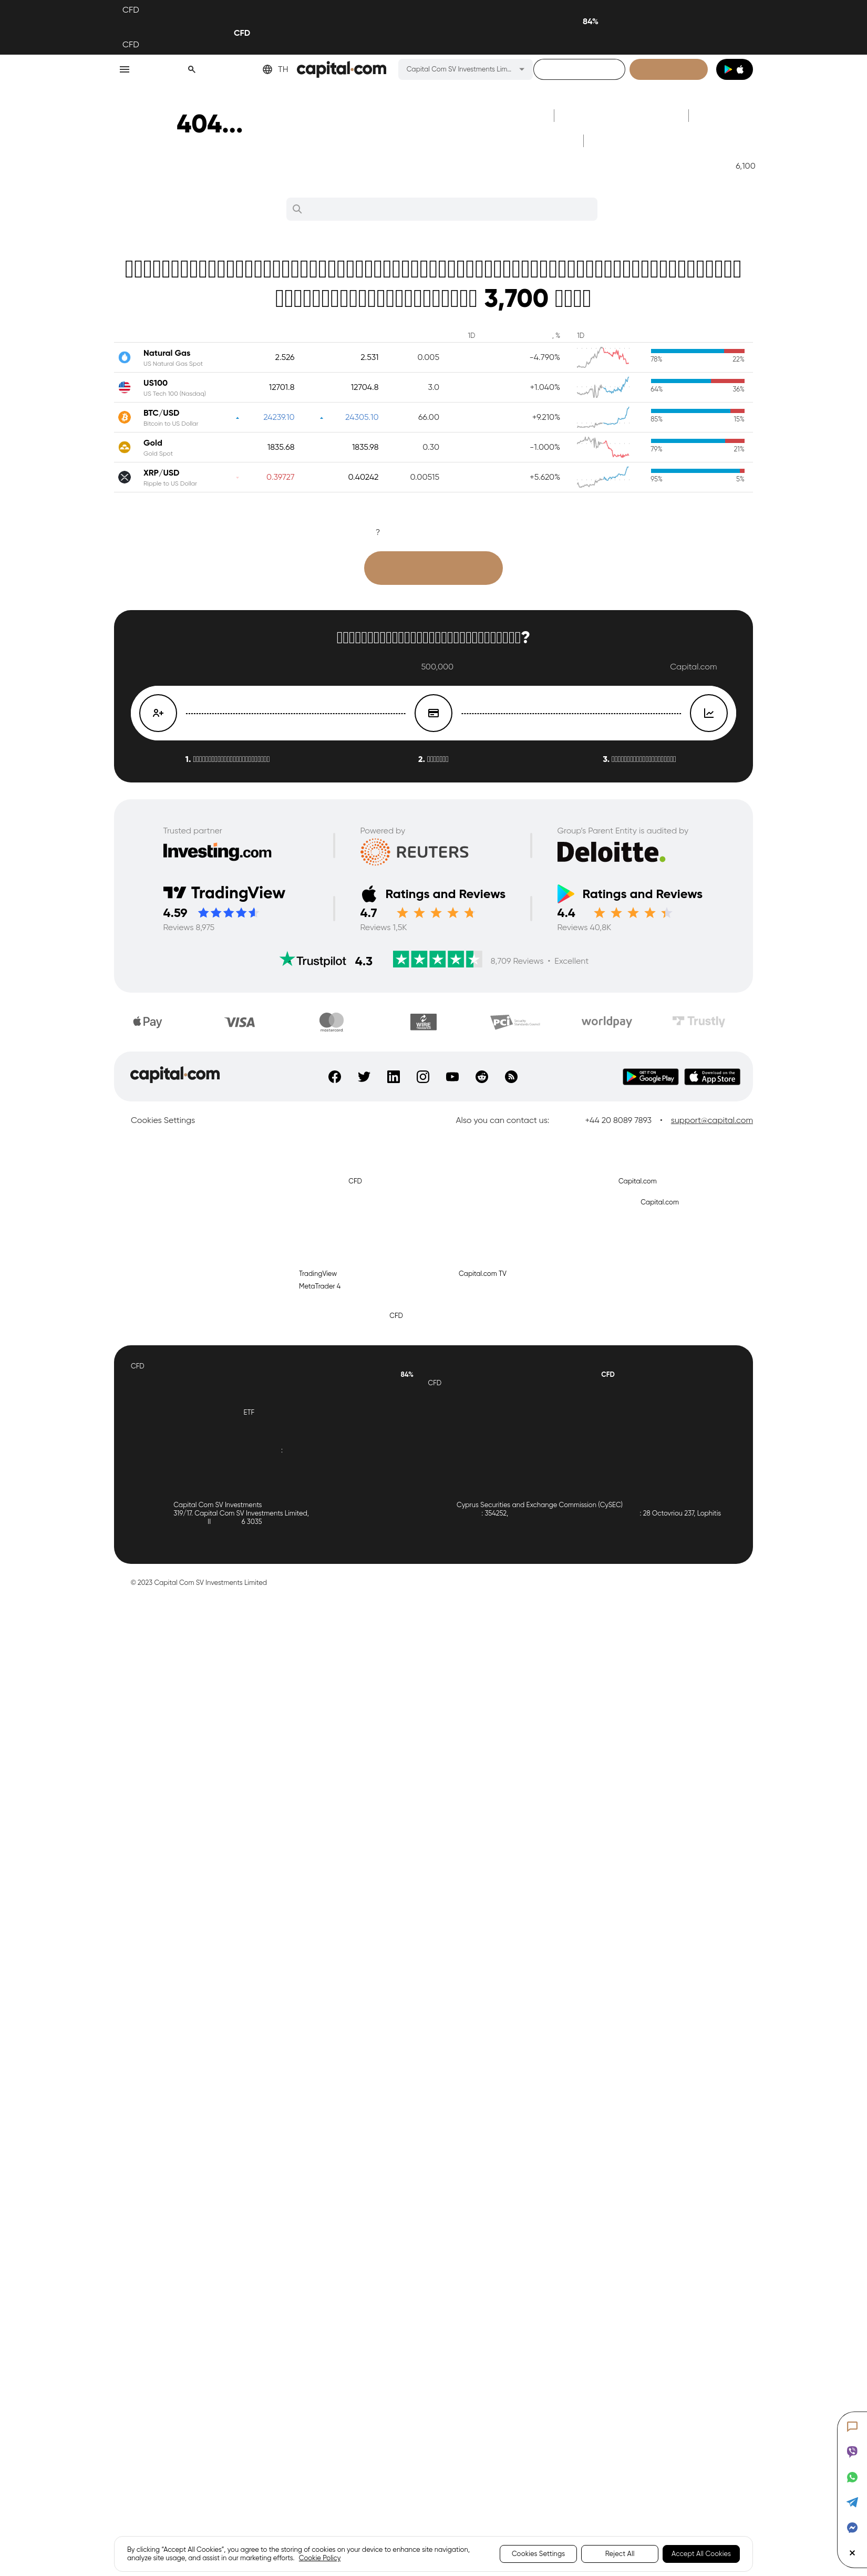 CFD
84%
CFD
CFD
TH
capital.com
Capital Com SV Investments Lim...
404...
6,100
3,700
1D
, %
1D
Natural Gas
US Natural Gas Spot
2.526
2.531
0.005
-4.790%
78%
22%
US100
US Tech 100 (Nasdaq)
12701.8
12704.8
3.0
+1.040%
64%
36%
BTC/USD
Bitcoin to US Dollar
24239.10
24305.10
66.00
+9.210%
85%
15%
Gold
Gold Spot
1835.68
1835.98
0.30
-1.000%
79%
21%
XRP/USD
Ripple to US Dollar
0.39727
0.40242
0.00515
+5.620%
95%
5%
?
?
500,000
Capital.com
1.
2.
3.
Trusted partner
Investing.com
Powered by
REUTERS
Group's Parent Entity is audited by
Deloitte.
TradingView
4.59
Reviews 8,975
Ratings and Reviews
4.7
Reviews 1,5K
Ratings and Reviews
4.4
Reviews 40,8K
Trustpilot 4.3
8,709 Reviews • Excellent
Apple Pay
VISA
mastercard
WIRE
PCI
worldpay
Trustly
capital.com
GET IT ON
Google Play
Download on the
App Store
Cookies Settings
Also you can contact us:
+44 20 8089 7893 • support@capital.com
CFD
Capital.com
Capital.com
TradingView
Capital.com TV
MetaTrader 4
CFD
CFD
84%
CFD
CFD
ETF
:
Capital Com SV Investments
Cyprus Securities and Exchange Commission (CySEC)
319/17. Capital Com SV Investments Limited,
: 354252,
: 28 Octovriou 237, Lophitis
II
6 3035
© 2023 Capital Com SV Investments Limited
By clicking “Accept All Cookies”, you agree to the storing of cookies on your device to enhance site navigation,
analyze site usage, and assist in our marketing efforts. Cookie Policy
Cookies Settings
Reject All
Accept All Cookies